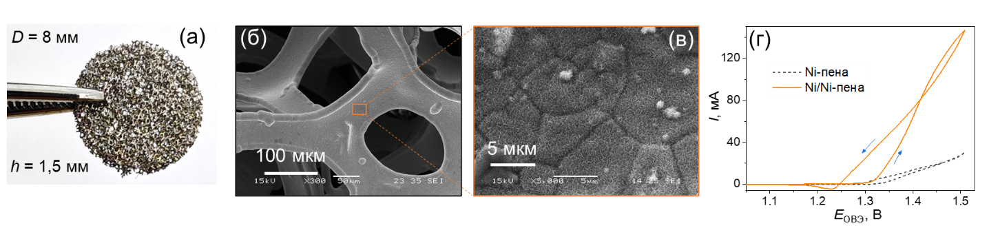 (а)
D = 8 мм
h = 1,5 мм
(б)
100 мкм
15kV X300 50µm 23 35 SEI
(в)
5 мкм
15kV X5,000 5µm 14 25 SEI
(г)
Ni-пена
Ni/Ni-пена
I, мА
120
80
40
0
1.1 1.2 1.3 1.4 1.5
EОВЭ, В